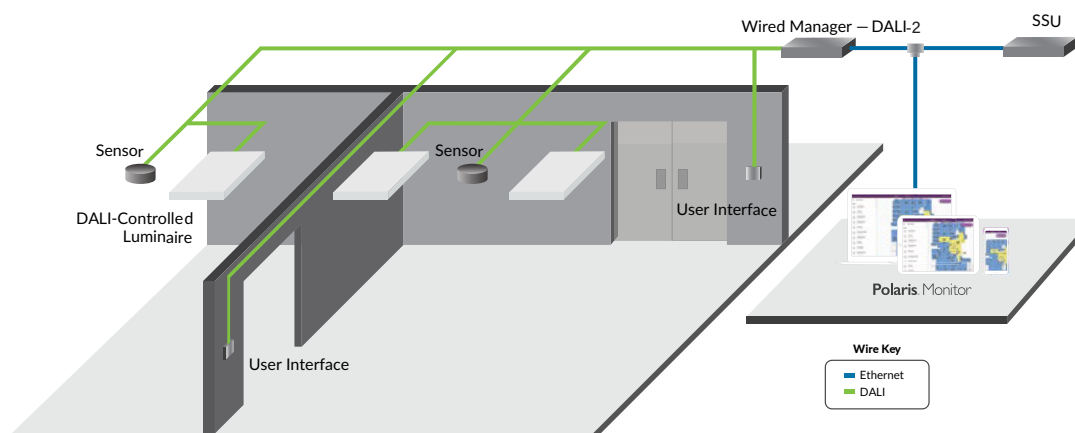 SSU
Wired Manager – DALI-2
Sensor
Sensor
User Interface
DALI-Controlled
Luminaire
Polaris. Monitor
User Interface
Wire Key
Ethernet
DALI